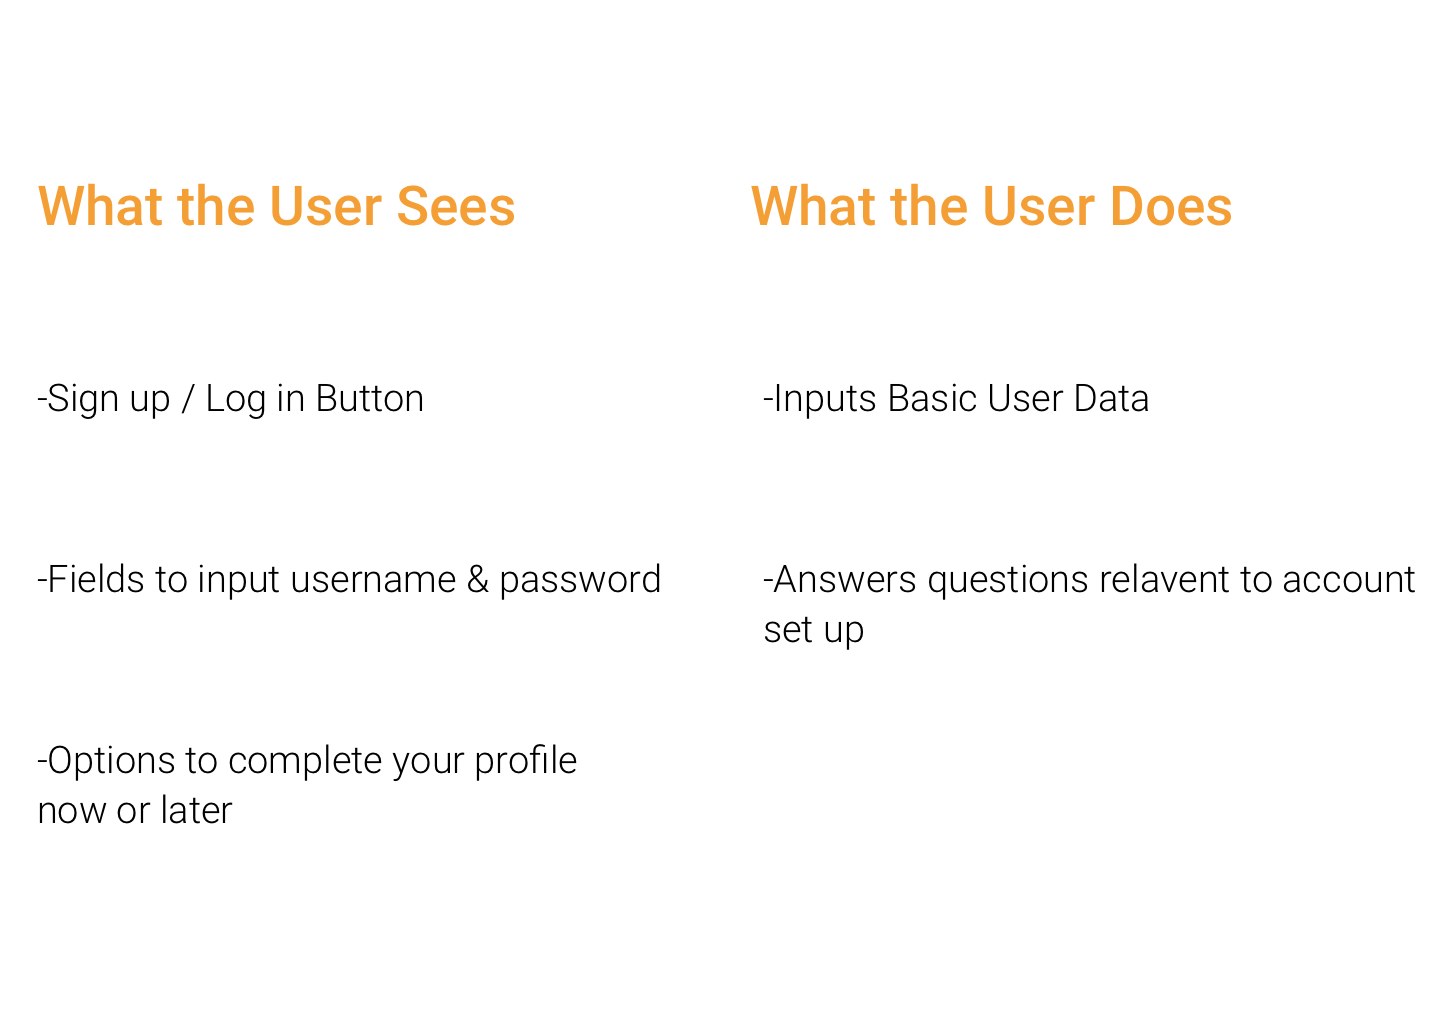 What the User Sees
-Sign up / Log in Button
-Fields to input username & password
-Options to complete your profile
now or later
What the User Does
-Inputs Basic User Data
-Answers questions relavent to account
set up